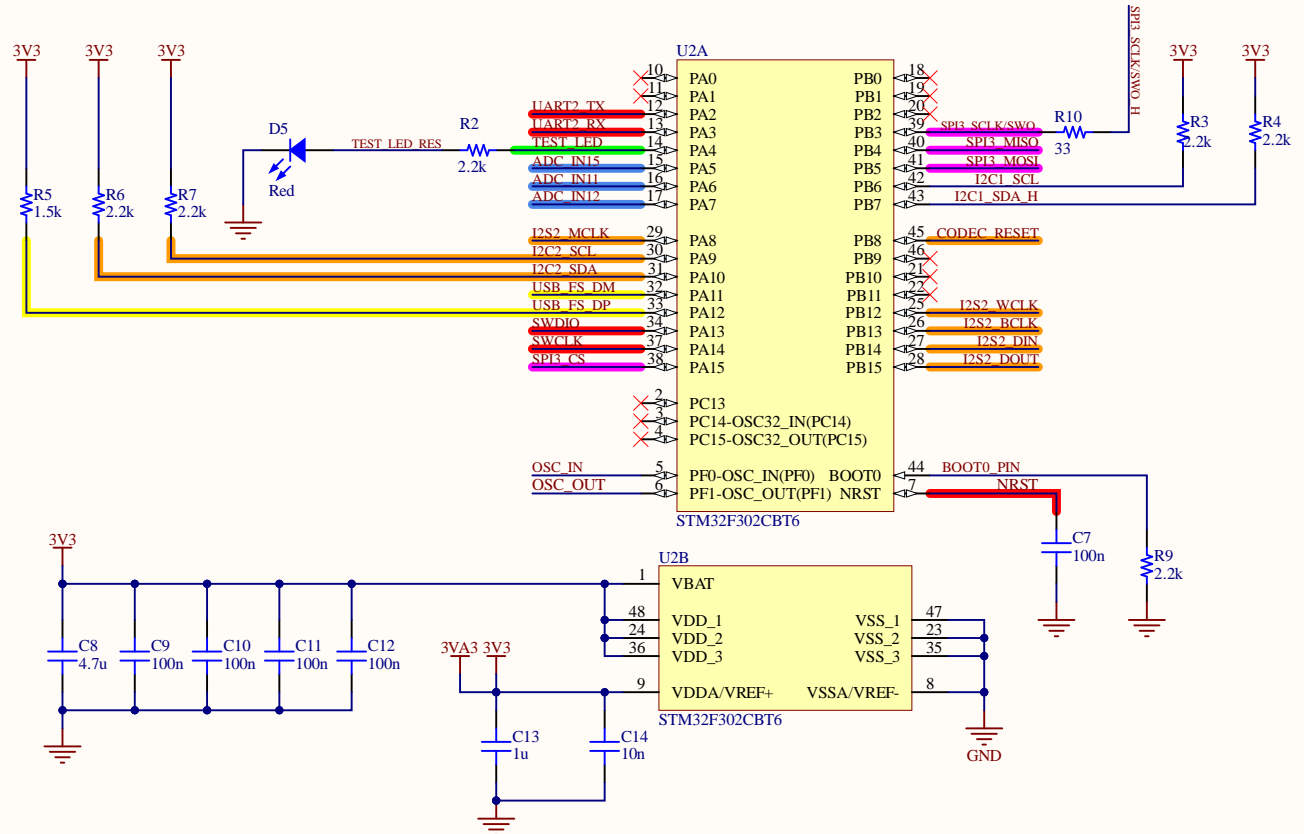 SPI3_SCLK/SWO_H
3V3
3V3
3V3
3V3
3V3
U2A
10
PA0
PB0
18
11
PA1
PB1
19
UART2_TX
12
PA2
PB2
20
UART2_RX
13
PA3
PB3
39
SPI3_SCLK/SWO
R10
33
R3
2.2k
R4
2.2k
D5
Red
TEST_LED_RES
R2
2.2k
TEST_LED
14
PA4
PB4
40
SPI3_MISO
ADC_IN15
15
PA5
PB5
41
SPI3_MOSI
ADC_IN11
16
PA6
PB6
42
I2C1_SCL
ADC_IN12
17
PA7
PB7
43
I2C1_SDA_H
R5
1.5k
R6
2.2k
R7
2.2k
I2S2_MCLK
29
PA8
PB8
45
CODEC_RESET
I2C2_SCL
30
PA9
PB9
46
I2C2_SDA
31
PA10
PB10
21
USB_FS_DM
32
PA11
PB11
22
USB_FS_DP
33
PA12
PB12
25
I2S2_WCLK
SWDIO
34
PA13
PB13
26
I2S2_BCLK
SWCLK
37
PA14
PB14
27
I2S2_DIN
SPI3_CS
38
PA15
PB15
28
I2S2_DOUT
2
PC13
3
PC14-OSC32_IN(PC14)
4
PC15-OSC32_OUT(PC15)
OSC_IN
5
PF0-OSC_IN(PF0)
BOOT0
44
BOOT0_PIN
OSC_OUT
6
PF1-OSC_OUT(PF1)
NRST
7
NRST
STM32F302CBT6
C7
100n
R9
2.2k
3V3
U2B
1
VBAT
48
VDD_1
VSS_1
47
24
VDD_2
VSS_2
23
36
VDD_3
VSS_3
35
C8
4.7u
C9
100n
C10
100n
C11
100n
C12
100n
3VA3
3V3
9
VDDA/VREF+
VSSA/VREF-
8
STM32F302CBT6
C13
1u
C14
10n
GND